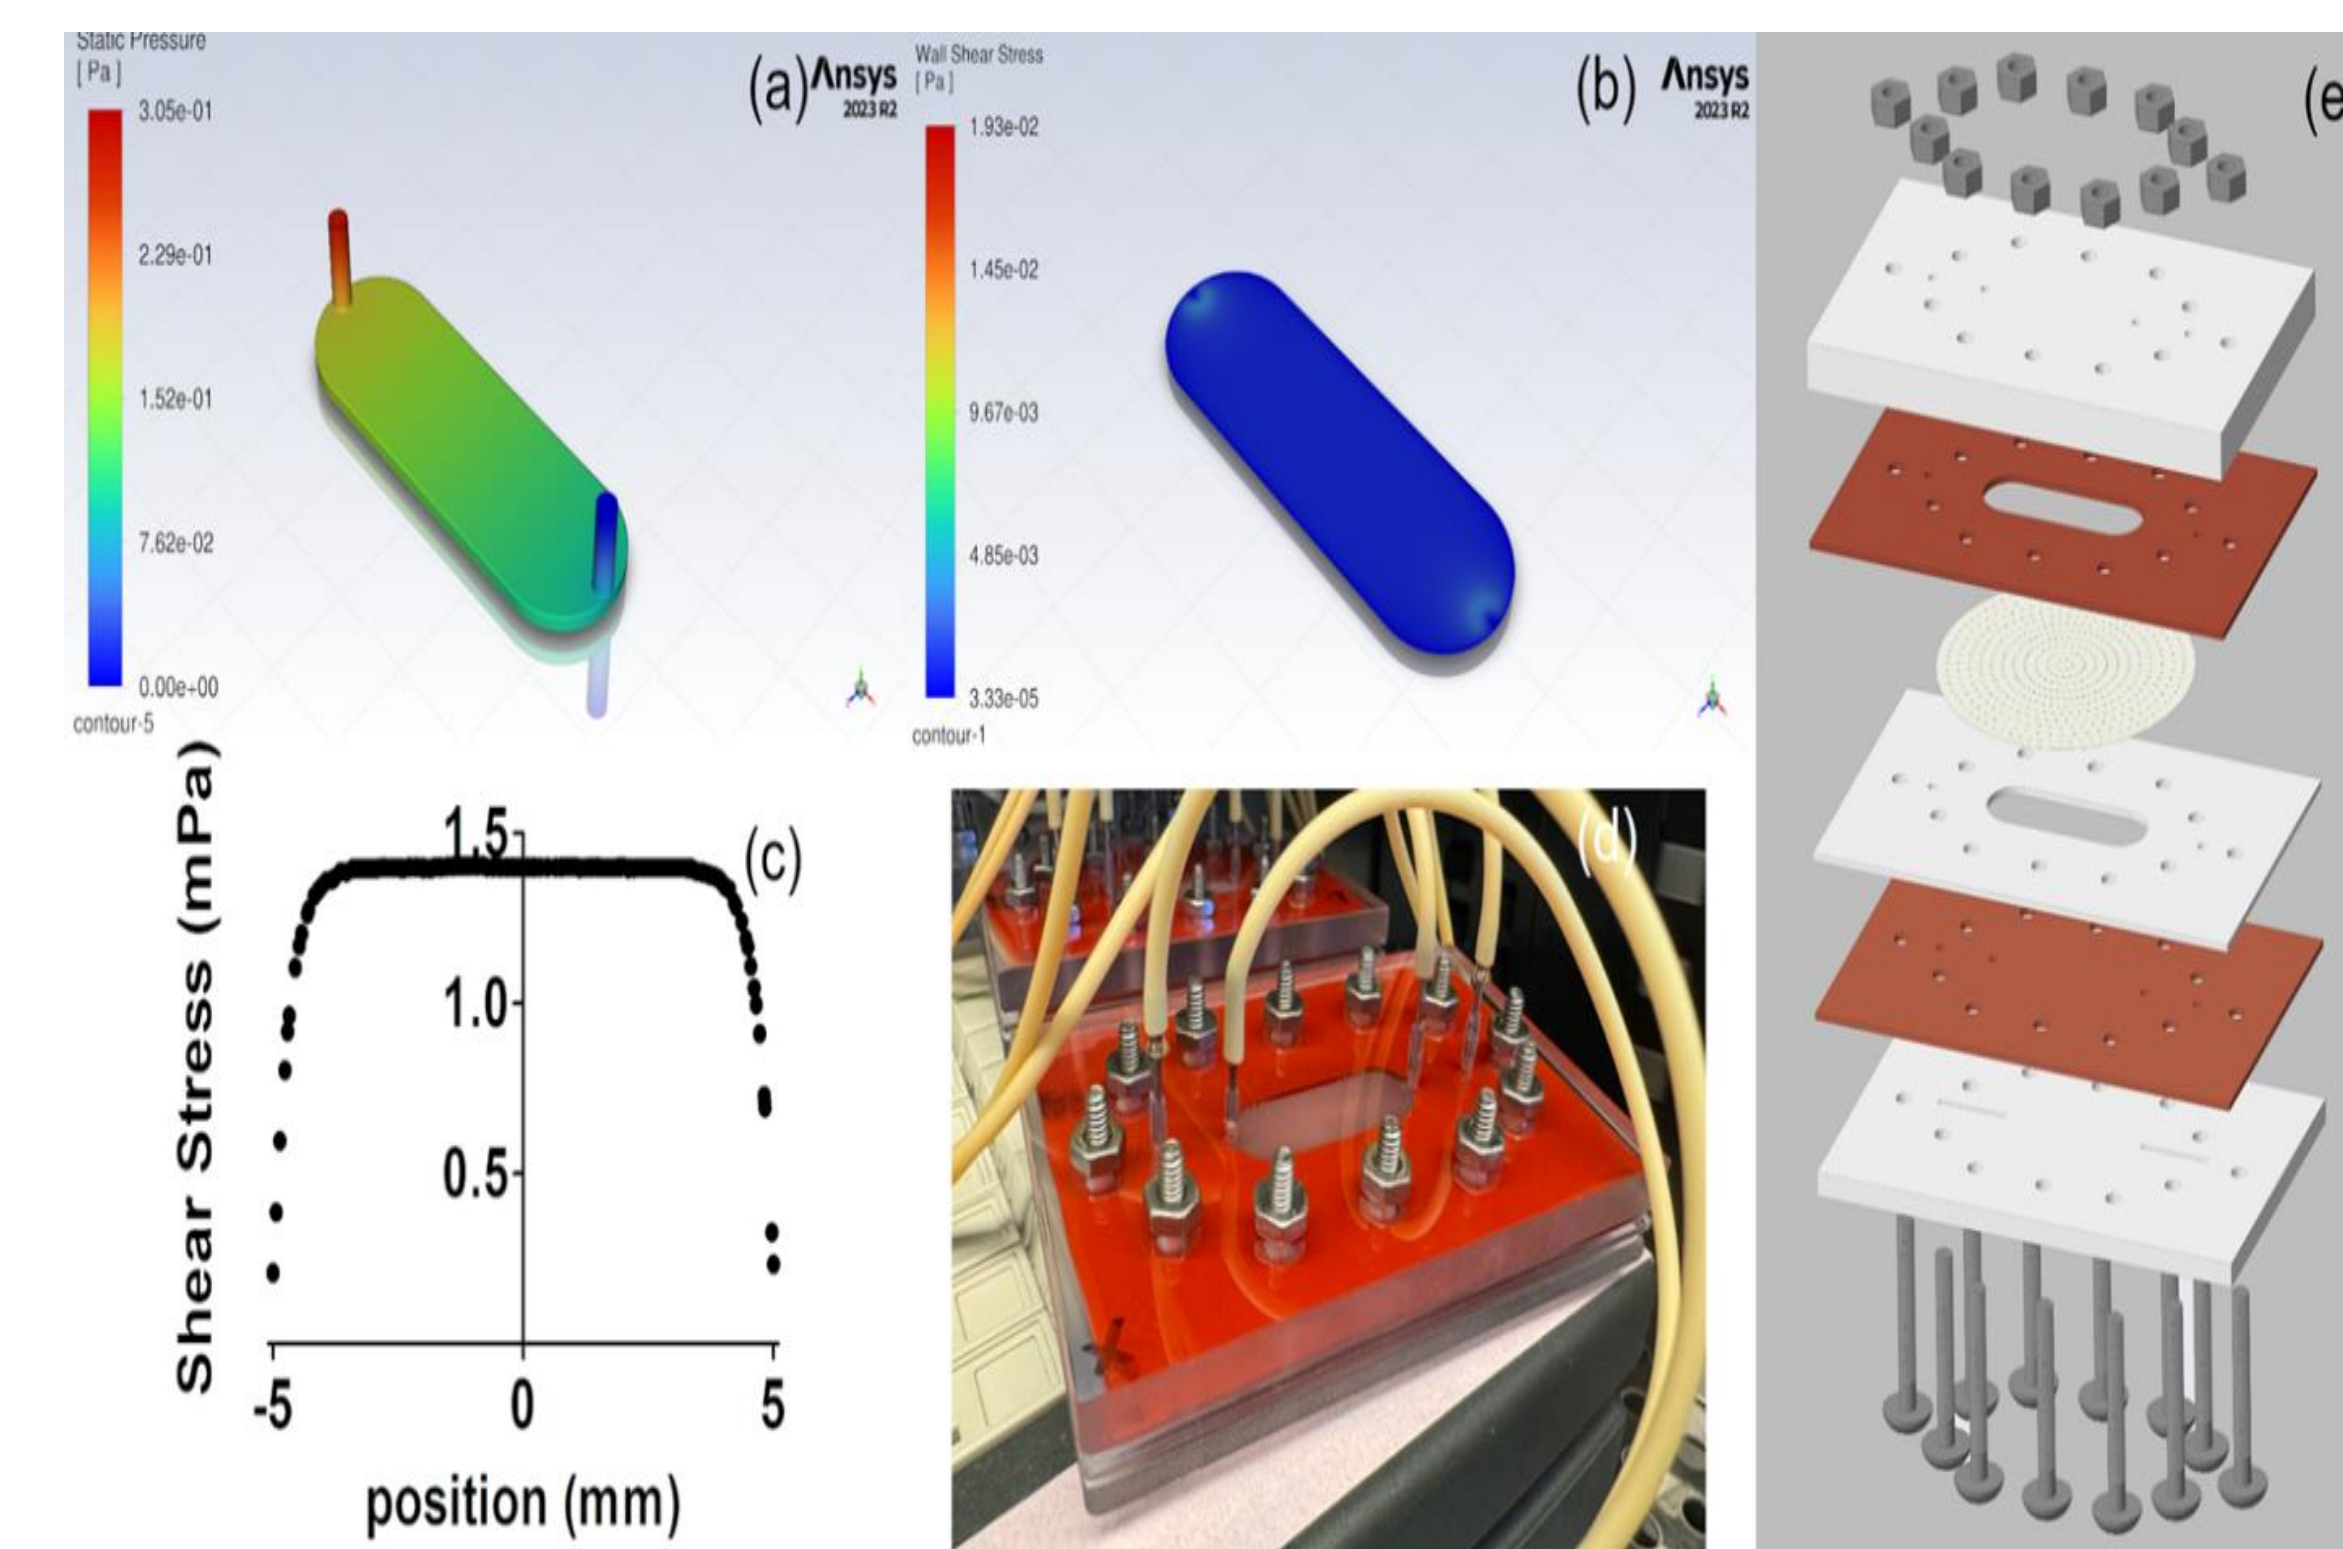 Static Pressure
[ Pa ]
(a)
Ansys
2023 R2
3.05e-01
2.29e-01
1.52e-01
7.62e-02
0.00e+00
contour-5
Wall Shear Stress
[ Pa ]
(b)
Ansys
2023 R2
1.93e-02
1.45e-02
9.67e-03
4.85e-03
3.33e-05
contour-1
(e
Shear Stress (mPa)
1.5
1.0
0.5
-5
0
5
position (mm)
(c)
(d)